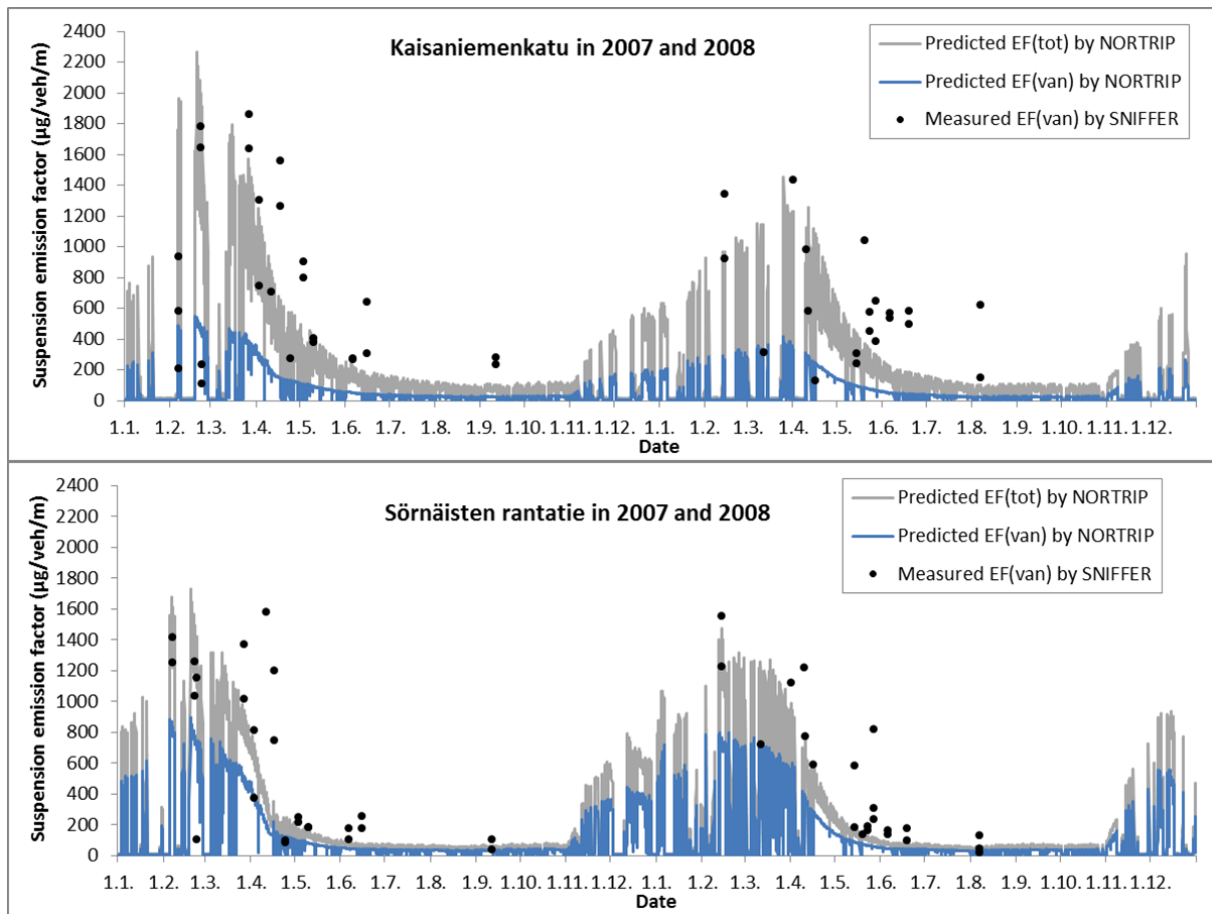 Kaisaniemenkatu in 2007 and 2008
Predicted EF(tot) by NORTRIP
Predicted EF(van) by NORTRIP
Measured EF(van) by SNIFFER
Suspension emission factor (µg/veh/m)
2400
2200
2000
1800
1600
1400
1200
1000
800
600
400
200
0
1.1. 1.2. 1.3. 1.4. 1.5. 1.6. 1.7. 1.8. 1.9. 1.10. 1.11. 1.12. 1.1. 1.2. 1.3. 1.4. 1.5. 1.6. 1.7. 1.8. 1.9. 1.10. 1.11. 1.12.
Date
Sörnäisten rantatie in 2007 and 2008
Predicted EF(tot) by NORTRIP
Predicted EF(van) by NORTRIP
Measured EF(van) by SNIFFER
Suspension emission factor (µg/veh/m)
2400
2200
2000
1800
1600
1400
1200
1000
800
600
400
200
0
1.1. 1.2. 1.3. 1.4. 1.5. 1.6. 1.7. 1.8. 1.9. 1.10. 1.11. 1.12. 1.1. 1.2. 1.3. 1.4. 1.5. 1.6. 1.7. 1.8. 1.9. 1.10. 1.11. 1.12.
Date